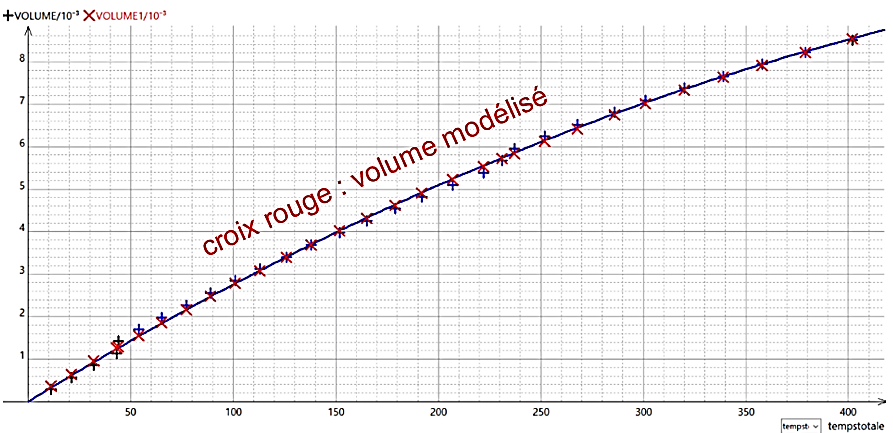 +VOLUME/10⁻³ ×VOLUME1/10⁻³
8
7
6
5
4
3
2
1
croix rouge : volume modélisé
50 100 150 200 250 300 350 400
tempst tempstotale